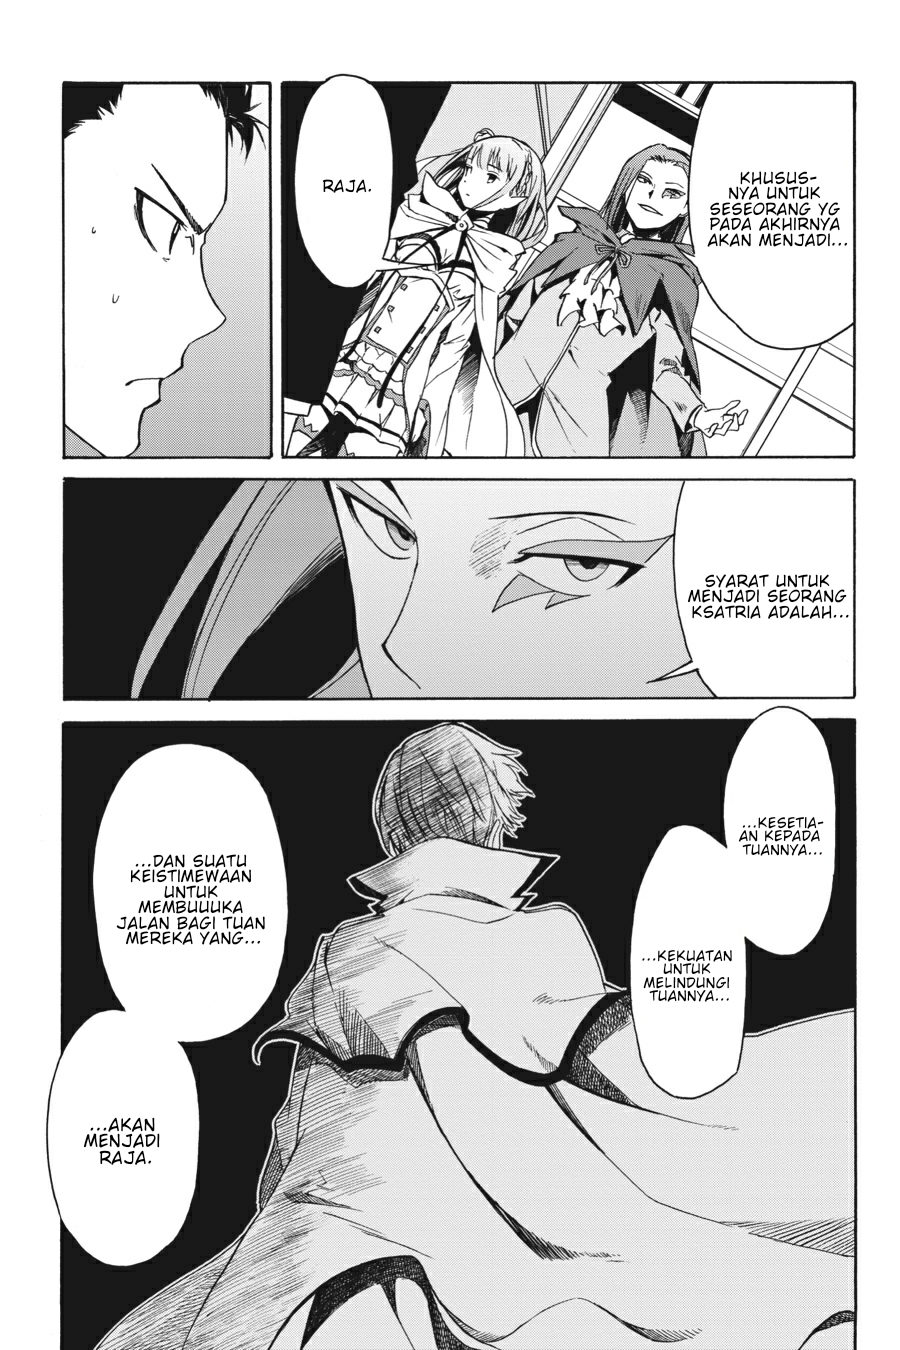 KHUSUS-
NYA UNTUK
SESEORANG YG
PADA AKHIRNYA
AKAN MENJADI...
RAJA.
SYARAT UNTUK
MENJADI SEORANG
KSATRIA ADALAH...
...KESETIA-
AN KEPADA
TUANNYA...
...KEKUATAN
UNTUK
MELINDUNGI
TUANNYA...
...DAN SUATU
KEISTIMEWAAN
UNTUK
MEMBUUUKA
JALAN BAGI TUAN
MEREKA YANG...
...AKAN
MENJADI
RAJA.